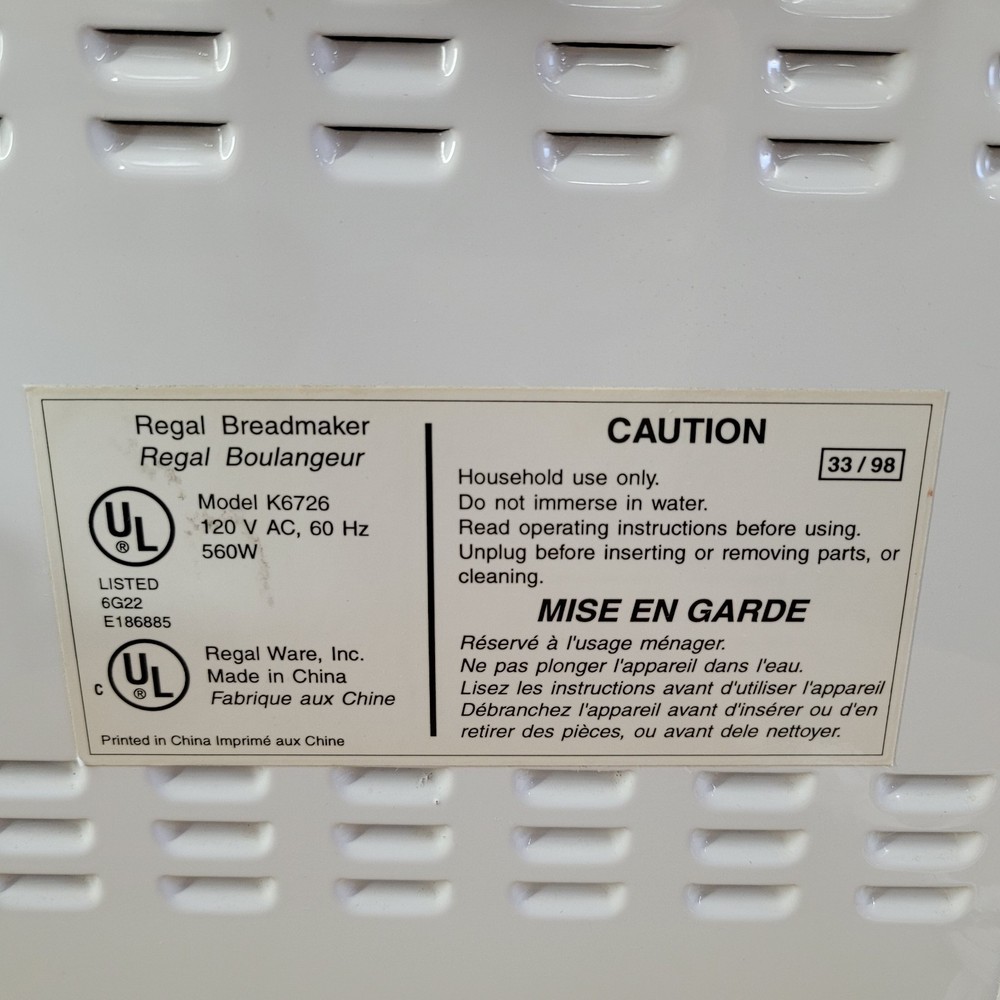 Regal Breadmaker
Regal Boulangeur
UL
®
Model K6726
120 V AC, 60 Hz
560W
LISTED
6G22
E186885
C UL
®
Regal Ware, Inc.
Made in China
Fabrique aux Chine
Printed in China Imprimé aux Chine
CAUTION
33 / 98
Household use only.
Do not immerse in water.
Read operating instructions before using.
Unplug before inserting or removing parts, or
cleaning.
MISE EN GARDE
Réservé à l'usage ménager.
Ne pas plonger l'appareil dans l'eau.
Lisez les instructions avant d'utiliser l'appareil
Débranchez l'appareil avant d'insérer ou d'en
retirer des pièces, ou avant dele nettoyer.